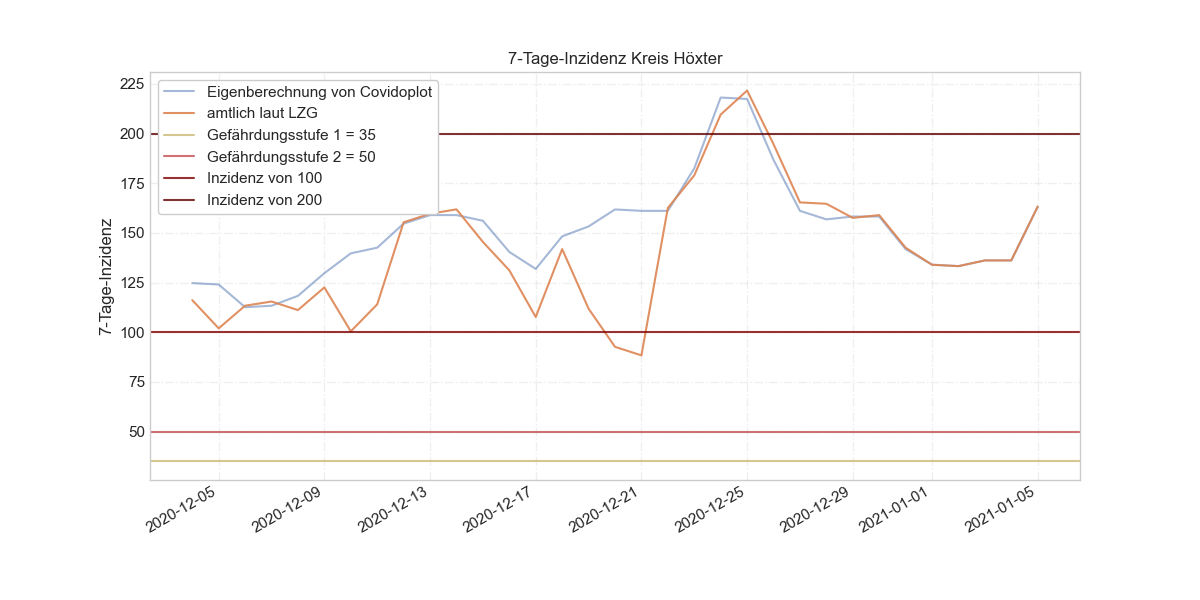 7-Tage-Inzidenz Kreis Höxter
Eigenberechnung von Covidoplot
amtlich laut LZG
Gefährdungsstufe 1 = 35
Gefährdungsstufe 2 = 50
Inzidenz von 100
Inzidenz von 200
7-Tage-Inzidenz
225
200
175
150
125
100
75
50
2020-12-05
2020-12-09
2020-12-13
2020-12-17
2020-12-21
2020-12-25
2020-12-29
2021-01-01
2021-01-05